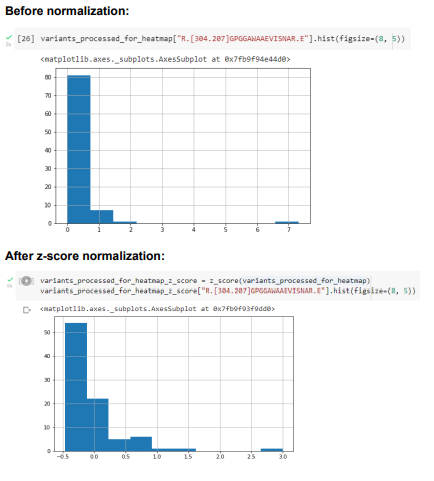 Before normalization:
[26] variants_processed_for_heatmap["R.[304.207]GPGGAWAAEVISNAR.E"].hist(figsize=(8, 5))
<matplotlib.axes._subplots.AxesSubplot at 0x7fb9f94e44d0>
80
70
60
50
40
30
20
10
0
0 1 2 3 4 5 6 7
After z-score normalization:
variants_processed_for_heatmap_z_score = z_score(variants_processed_for_heatmap)
variants_processed_for_heatmap_z_score["R.[304.207]GPGGAWAAEVISNAR.E"].hist(figsize=(8, 5))
<matplotlib.axes._subplots.AxesSubplot at 0x7fb9f93f9dd0>
50
40
30
20
10
0
−0.5 0.0 0.5 1.0 1.5 2.0 2.5 3.0